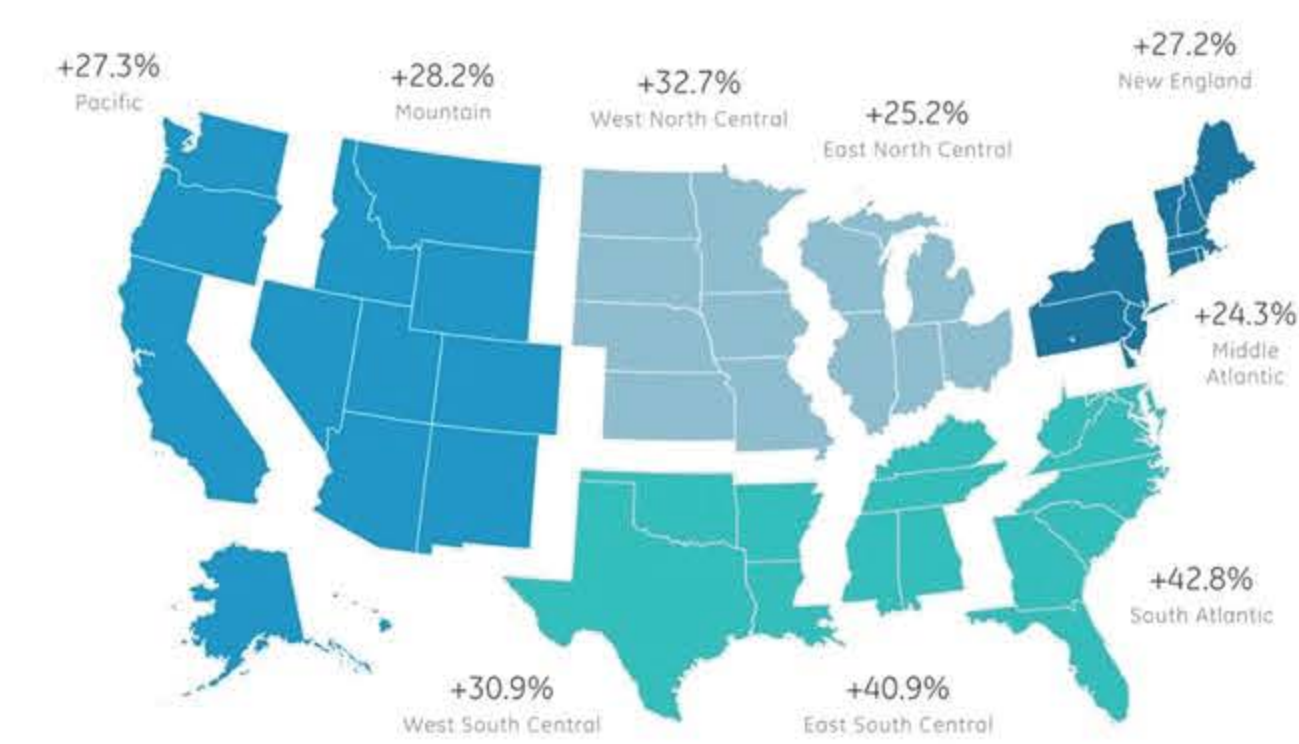 +27.3%
Pacific
+28.2%
Mountain
+32.7%
West North Central
+25.2%
East North Central
+27.2%
New England
+24.3%
Middle
Atlantic
+42.8%
South Atlantic
+30.9%
West South Central
+40.9%
East South Central